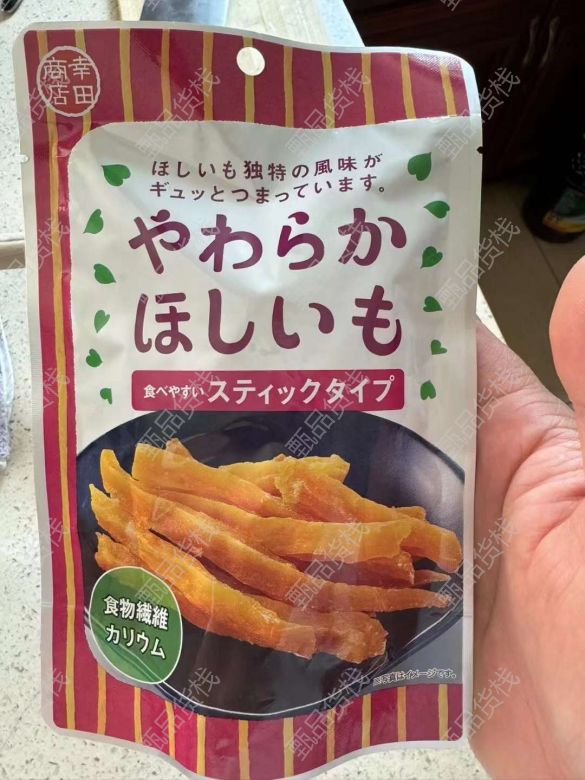 幸田
商店
ほしいも独特の風味が
ギュッとつまっています。
やわらか
ほしいも
食べやすい スティックタイプ
食物繊維
カリウム
※写真はイメージです。
甄品货栈